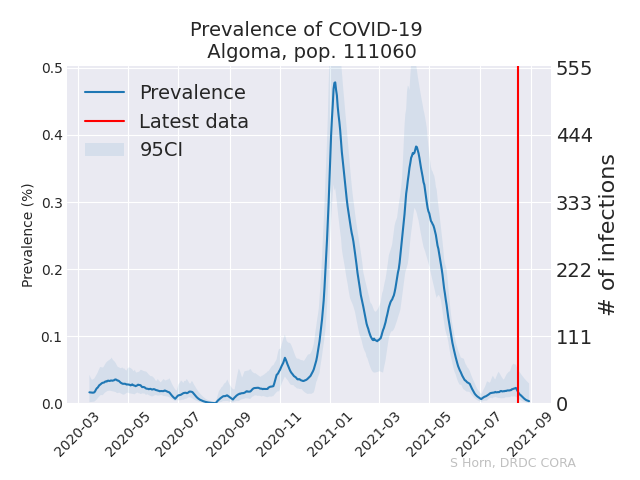 Prevalence of COVID-19
Algoma, pop. 111060
Prevalence
Latest data
95CI
Prevalence (%)
0.5
0.4
0.3
0.2
0.1
0.0
555
444
333
222
111
0
# of infections
2020-03
2020-05
2020-07
2020-09
2020-11
2021-01
2021-03
2021-05
2021-07
2021-09
S Horn, DRDC CORA